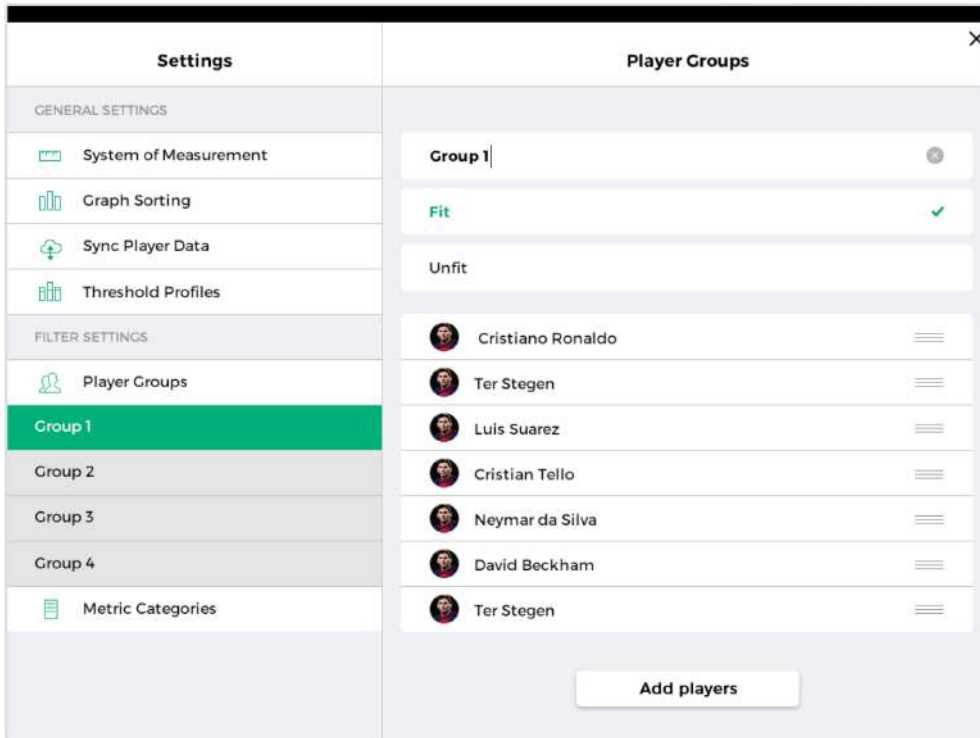 Settings
GENERAL SETTINGS
System of Measurement
Graph Sorting
Sync Player Data
Threshold Profiles
FILTER SETTINGS
Player Groups
Group 1
Group 2
Group 3
Group 4
Metric Categories
Player Groups
Group 1
Fit
Unfit
Cristiano Ronaldo
Ter Stegen
Luis Suarez
Cristian Tello
Neymar da Silva
David Beckham
Ter Stegen
Add players